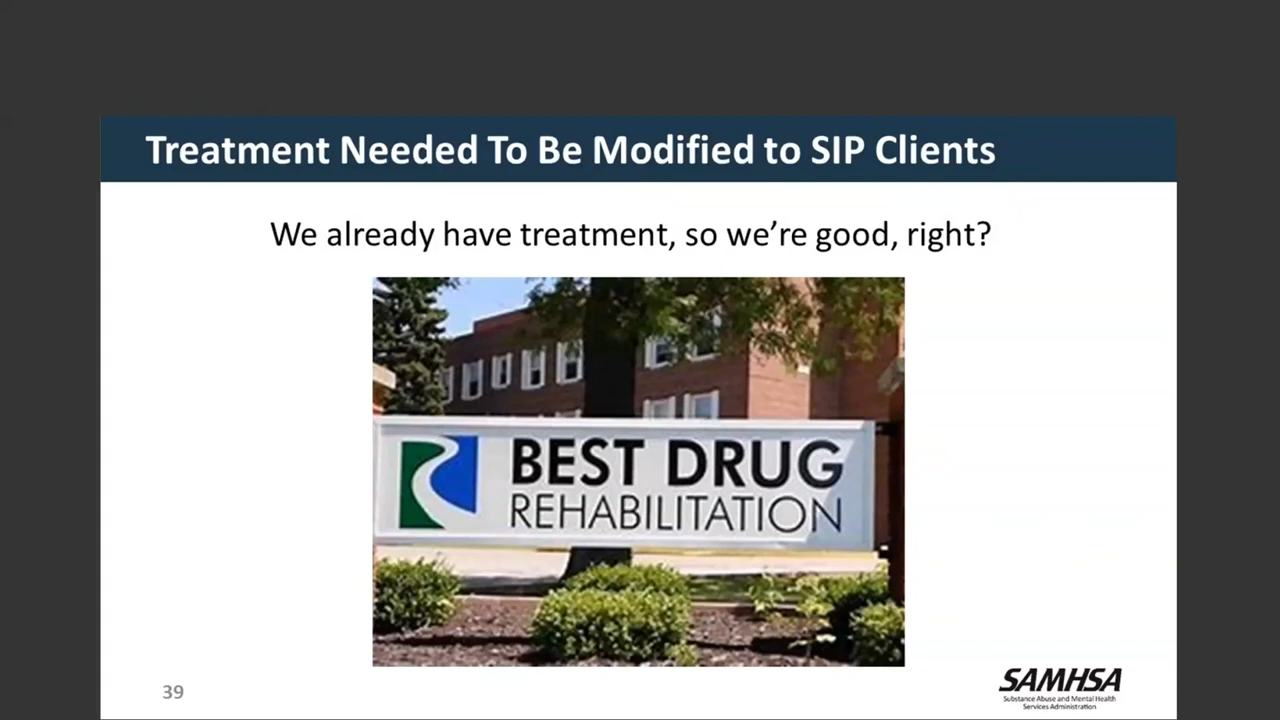 Treatment Needed To Be Modified to SIP Clients
We already have treatment, so we're good, right?
BEST DRUG
REHABILITATION
39
SAMHSA
Substance Abuse and Mental Health
Services Administration